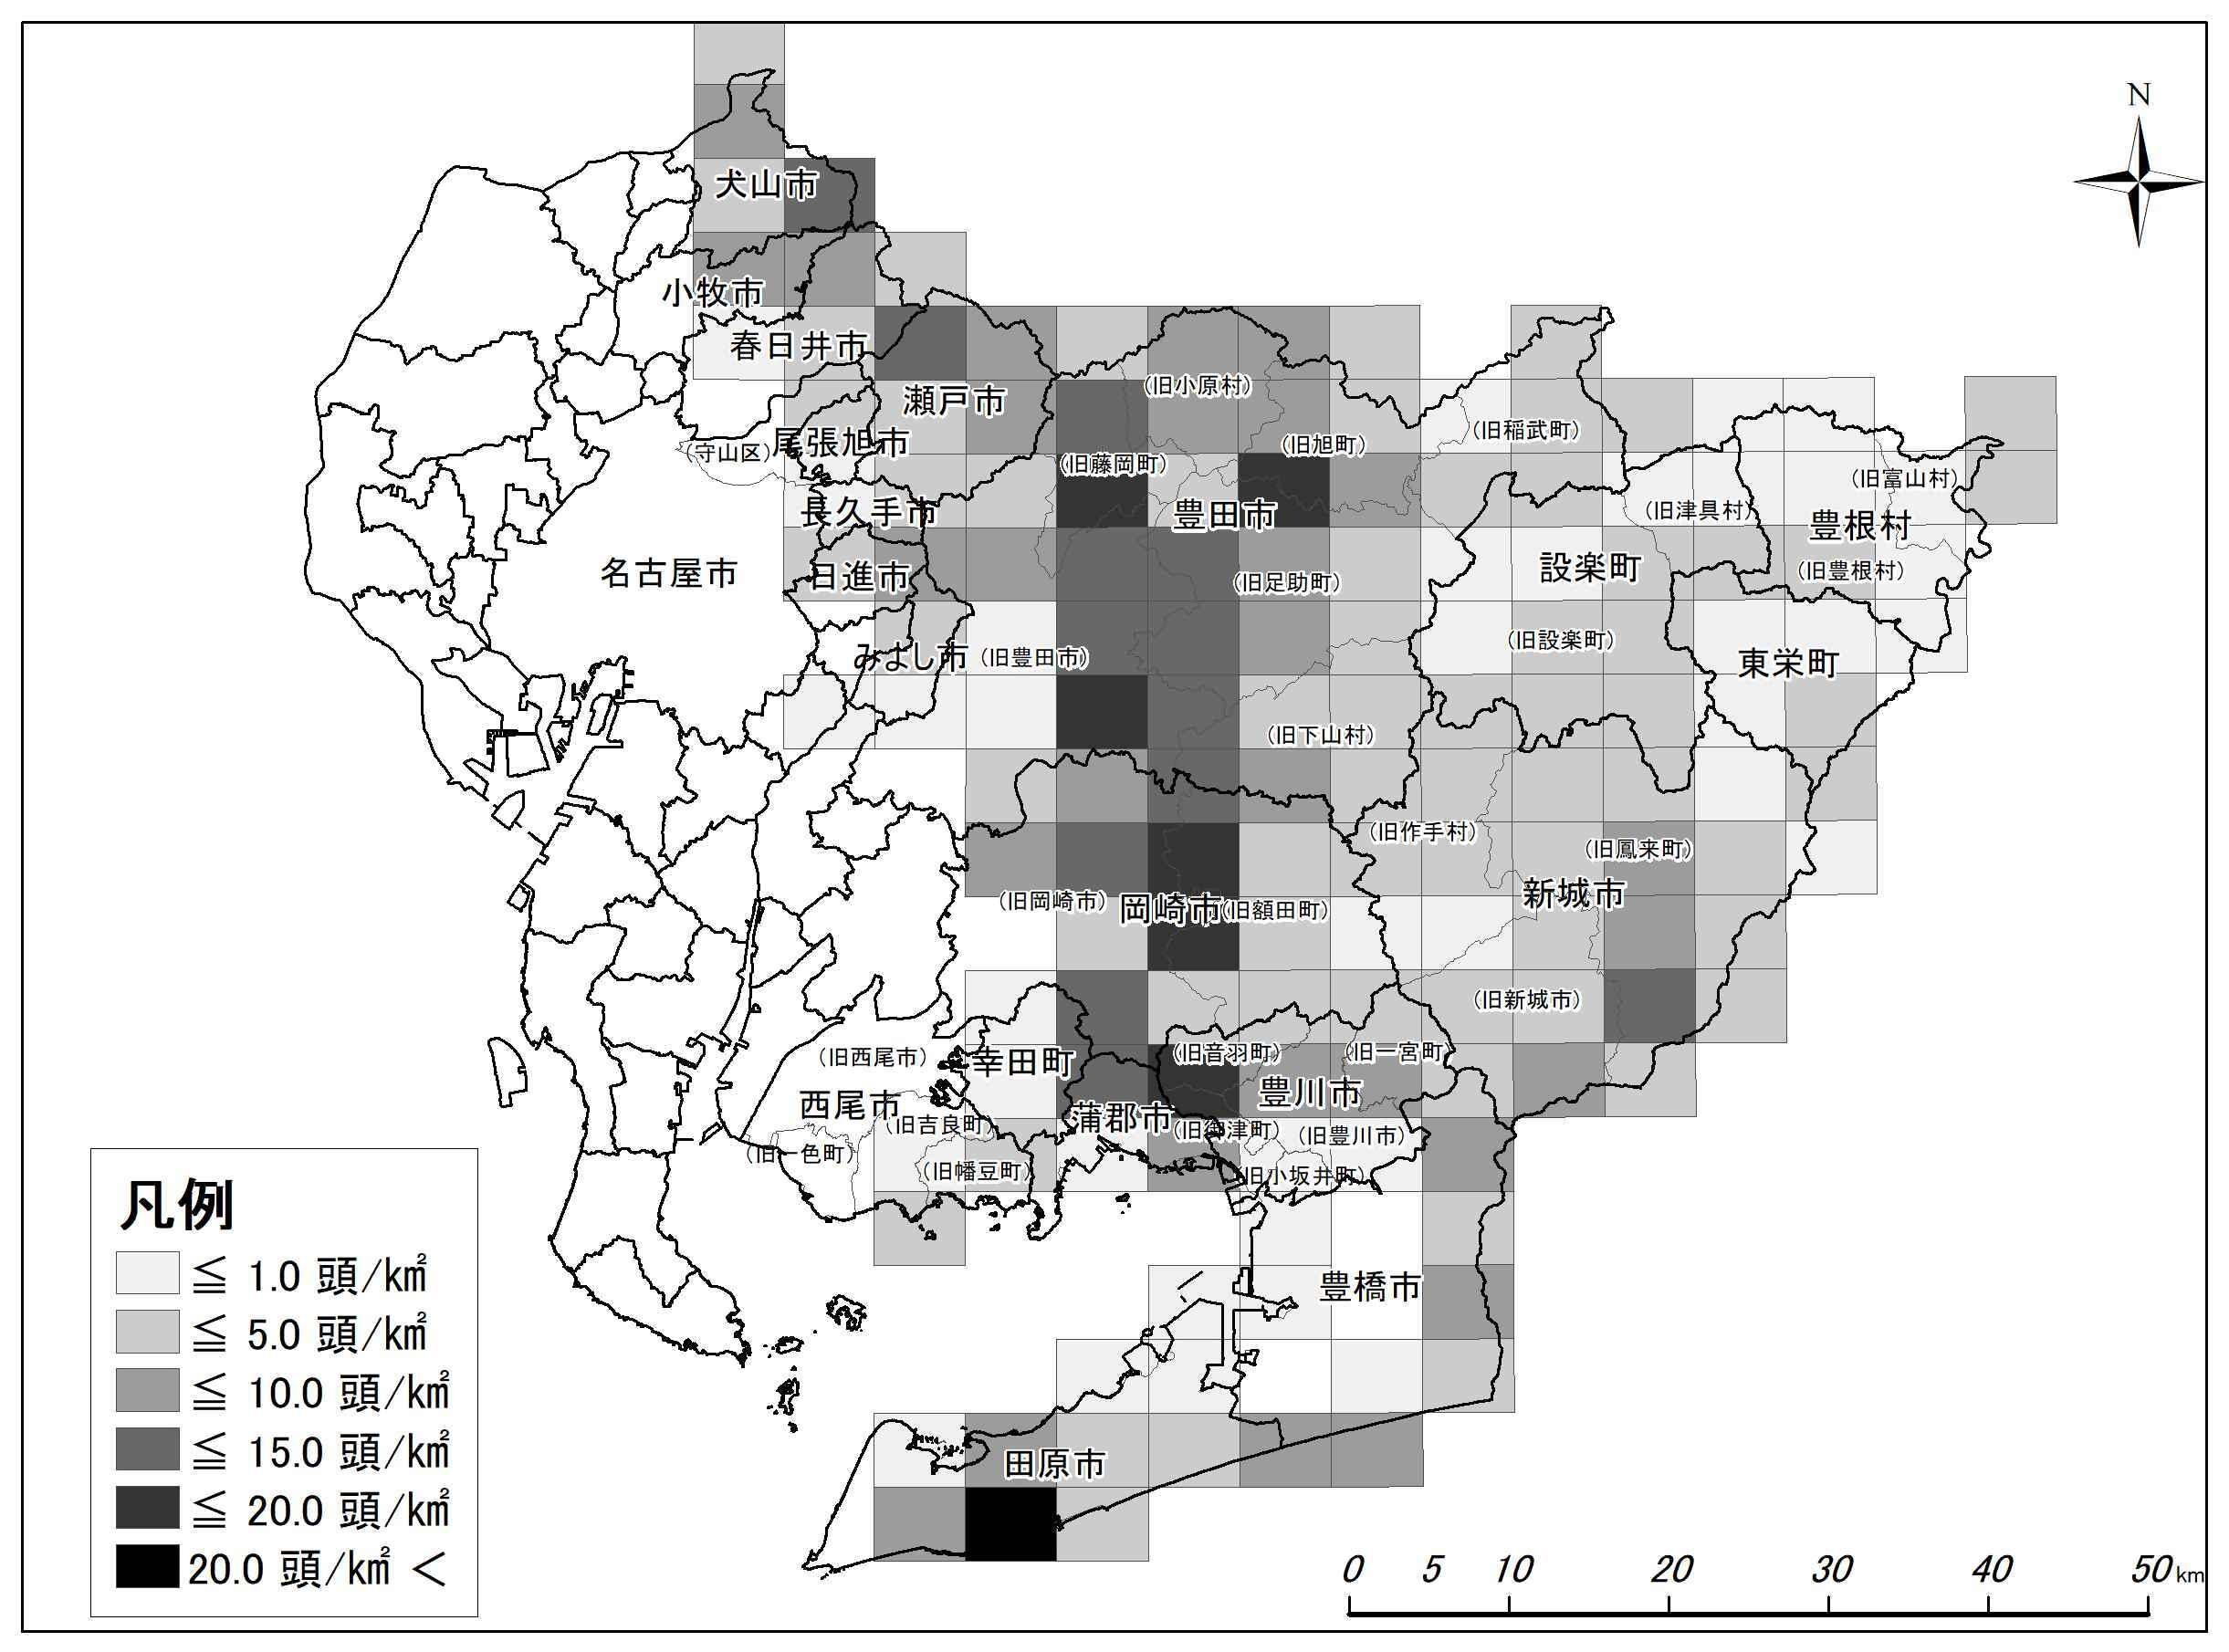 N
犬山市
小牧市
春日井市
(旧小原村)
瀬戸市
(旧稲武町)
尾張旭市
(旧旭町)
(守山区)
(旧藤岡町)
(旧富山村)
長久手市
豊田市
(旧津具村)
豊根村
名古屋市
日進市
(旧足助町)
設楽町
(旧豊根村)
(旧設楽町)
みよし市
(旧豊田市)
東栄町
(旧下山村)
(旧作手村)
(旧鳳来町)
新城市
(旧岡崎市)
岡崎市
(旧額田町)
(旧新城市)
(旧西尾市)
幸田町
(旧音羽町)
(旧一宮町)
豊川市
西尾市
蒲郡市
(旧吉良町)
(旧御津町)
(旧豊川市)
(旧一色町)
(旧幡豆町)
(旧小坂井町)
豊橋市
田原市
凡例
≦ 1.0 頭/k㎡
≦ 5.0 頭/k㎡
≦ 10.0 頭/k㎡
≦ 15.0 頭/k㎡
≦ 20.0 頭/k㎡
20.0 頭/k㎡ <
0 5 10 20 30 40 50 km